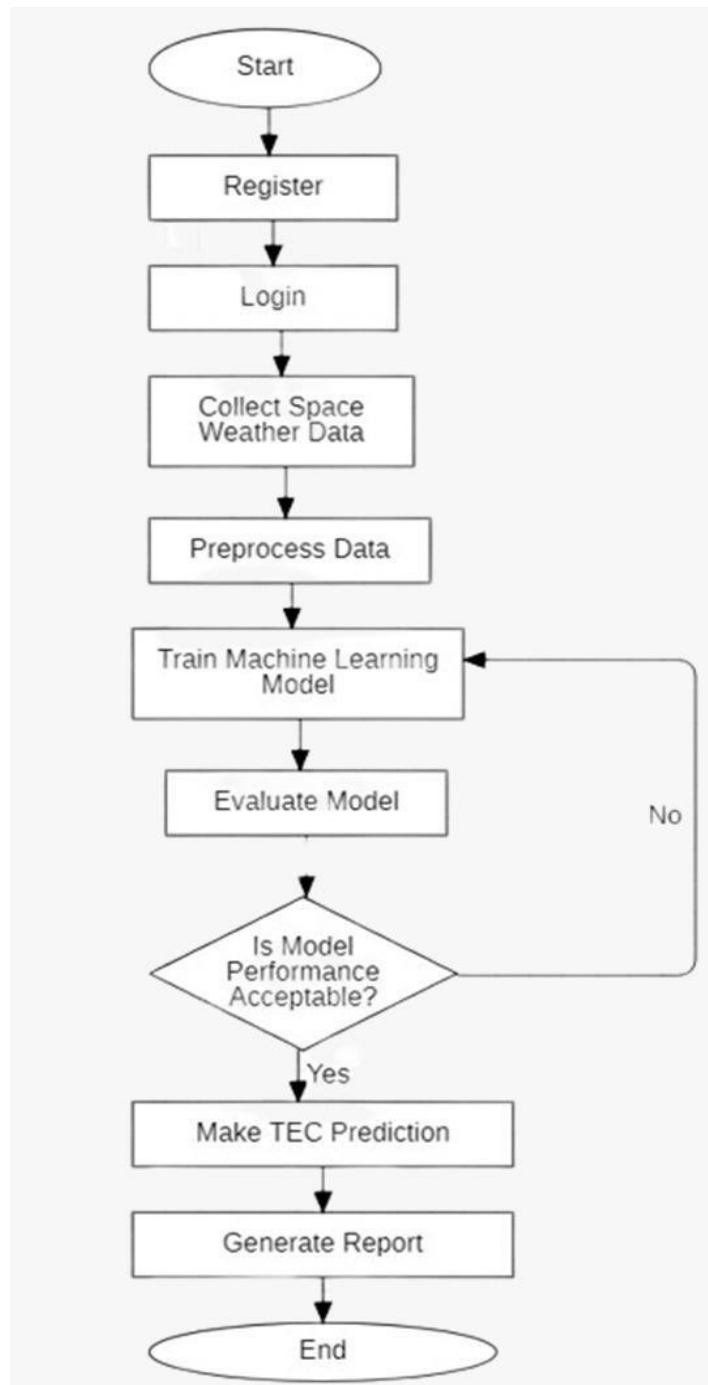 Start
Register
Login
Collect Space
Weather Data
Preprocess Data
Train Machine Learning
Model
Evaluate Model
No
Is Model
Performance
Acceptable?
Yes
Make TEC Prediction
Generate Report
End